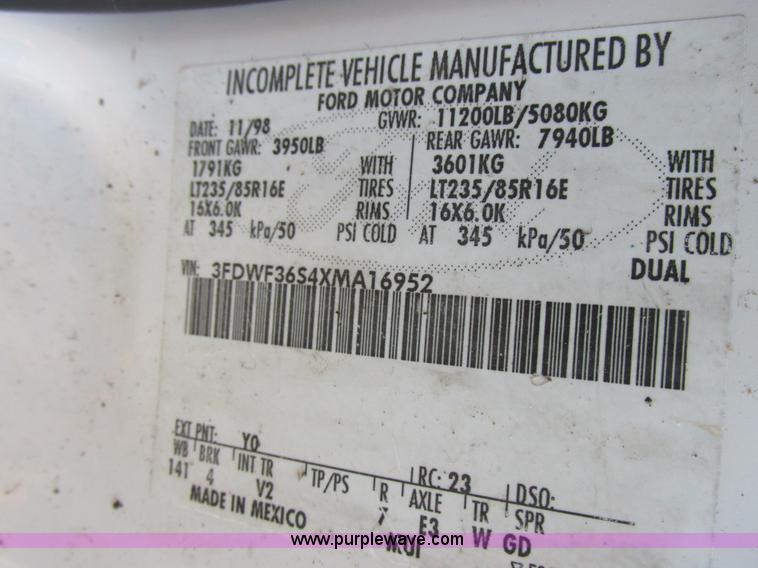 INCOMPLETE VEHICLE MANUFACTURED BY
FORD MOTOR COMPANY
DATE: 11/98 GVWR: 11200LB/5080KG
FRONT GAWR: 3950LB REAR GAWR: 7940LB
1791KG WITH 3601KG WITH
LT235/85R16E TIRES LT235/85R16E TIRES
16X6.0K RIMS 16X6.0K RIMS
AT 345 kPa/50 PSI COLD AT 345 kPa/50 PSI COLD
VIN: 3FDWF36S4XMA16952 DUAL
EXT PNT: YO RC: 23 DSO:
WB BRK INT TR TP/PS R AXLE TR SPR
141 4 V2 7 E3 W GD
MADE IN MEXICO
www.purplewave.com